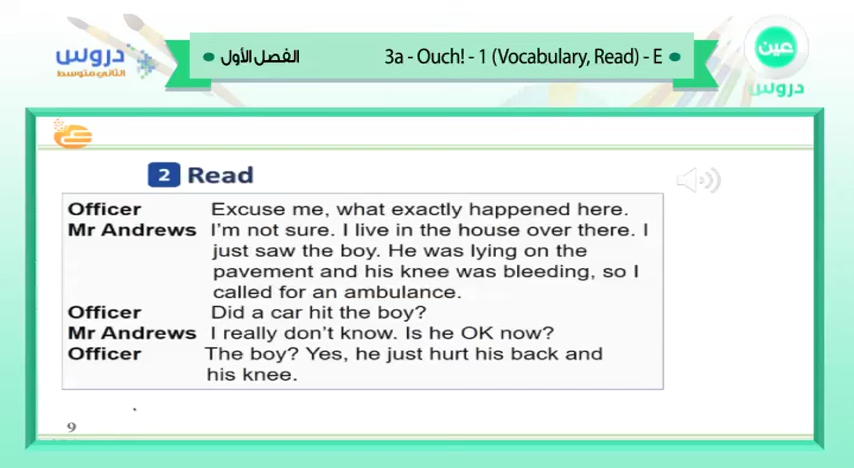 دروس
الثاني متوسط
الفصل الأول
3a - Ouch! - 1 (Vocabulary, Read) - E
عين
دروس
2 Read
Officer Excuse me, what exactly happened here.
Mr Andrews I'm not sure. I live in the house over there. I
just saw the boy. He was lying on the
pavement and his knee was bleeding, so I
called for an ambulance.
Officer Did a car hit the boy?
Mr Andrews I really don't know. Is he OK now?
Officer The boy? Yes, he just hurt his back and
his knee.
9